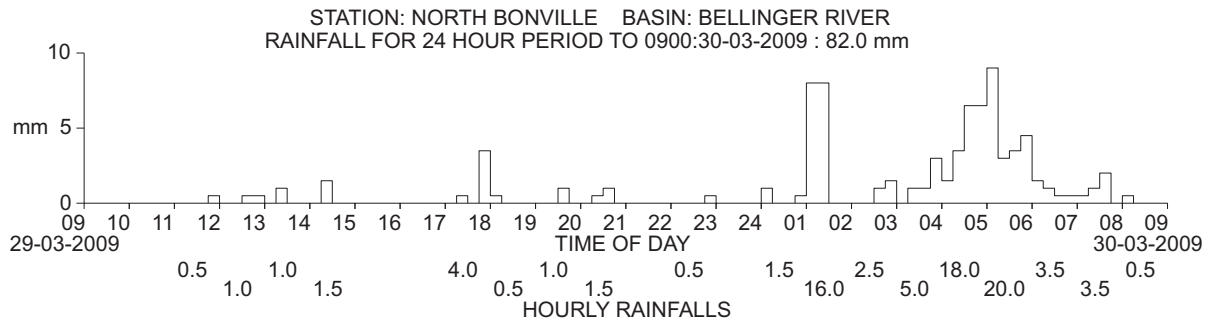 STATION: NORTH BONVILLE BASIN: BELLINGER RIVER
RAINFALL FOR 24 HOUR PERIOD TO 0900:30-03-2009 : 82.0 mm
10
mm 5
0
09 10 11 12 13 14 15 16 17 18 19 20 21 22 23 24 01 02 03 04 05 06 07 08 09
29-03-2009 TIME OF DAY 30-03-2009
0.5 1.0 4.0 1.0 0.5 1.5 2.5 18.0 3.5 0.5
1.0 1.5 0.5 1.5 16.0 5.0 20.0 3.5
HOURLY RAINFALLS